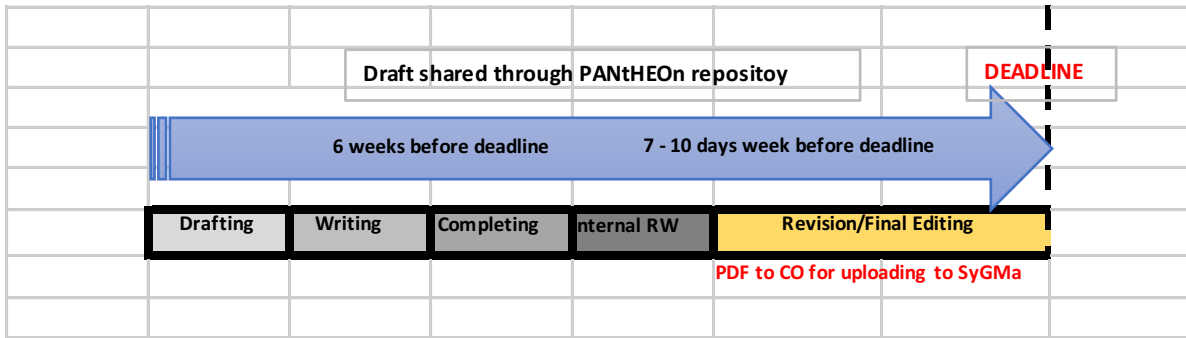 Draft shared through PANtHEOn repositoy
DEADLINE
6 weeks before deadline
7 - 10 days week before deadline
Drafting
Writing
Completing
nternal RW
Revision/Final Editing
PDF to CO for uploading to SyGMa